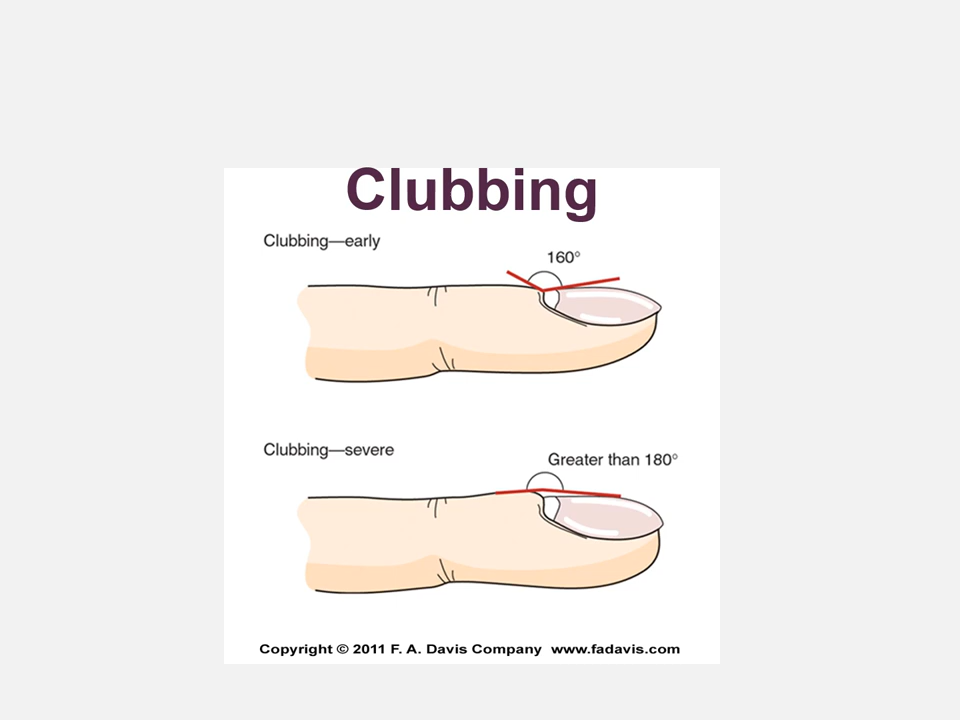 Clubbing
Clubbing—early
160°
Clubbing—severe
Greater than 180°
Copyright © 2011 F. A. Davis Company www.fadavis.com